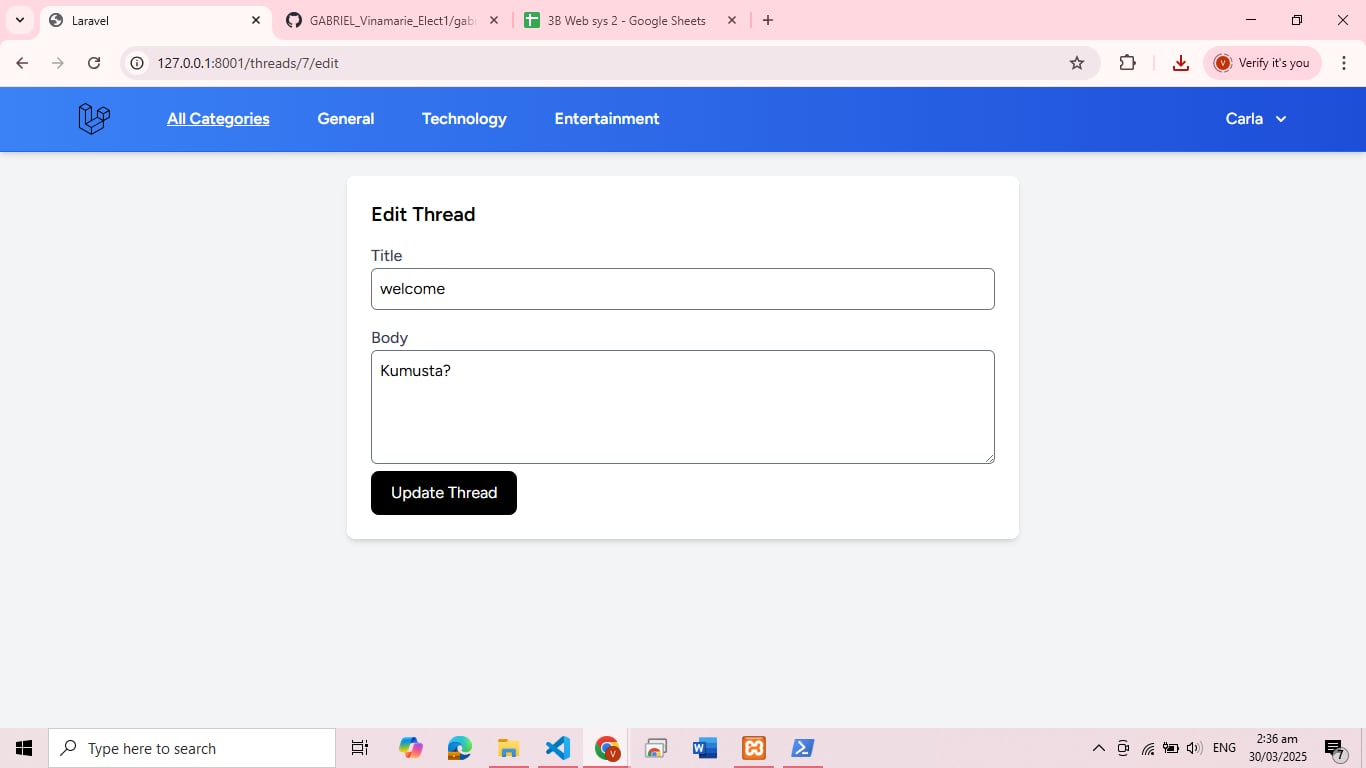 Laravel
GABRIEL_Vinamarie_Elect1/gab
3B Web sys 2 - Google Sheets
127.0.0.1:8001/threads/7/edit
V
Verify it's you
All Categories
General
Technology
Entertainment
Carla
Edit Thread
Title
welcome
Body
Kumusta?
Update Thread
Type here to search
V
W
ENG
2:36 am
30/03/2025
7